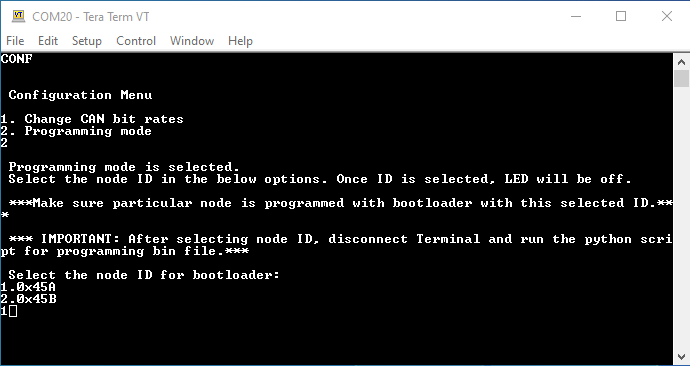 COM20 - Tera Term VT
File Edit Setup Control Window Help
CONF
Configuration Menu
1. Change CAN bit rates
2. Programming mode
2
Programming mode is selected.
Select the node ID in the below options. Once ID is selected, LED will be off.
***Make sure particular node is programmed with bootloader with this selected ID.**
*
*** IMPORTANT: After selecting node ID, disconnect Terminal and run the python scri
pt for programming bin file.***
Select the node ID for bootloader:
1.0x45A
2.0x45B
1